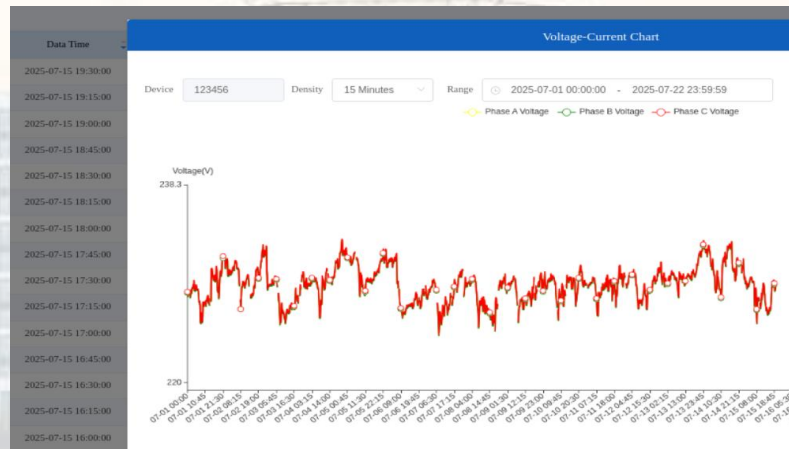 Voltage-Current Chart
Data Time
2025-07-15 19:30:00
2025-07-15 19:15:00
2025-07-15 19:00:00
2025-07-15 18:45:00
2025-07-15 18:30:00
2025-07-15 18:15:00
2025-07-15 18:00:00
2025-07-15 17:45:00
2025-07-15 17:30:00
2025-07-15 17:15:00
2025-07-15 17:00:00
2025-07-15 16:45:00
2025-07-15 16:30:00
2025-07-15 16:15:00
2025-07-15 16:00:00
Device 123456 Density 15 Minutes Range 2025-07-01 00:00:00 - 2025-07-22 23:59:59
Phase A Voltage Phase B Voltage Phase C Voltage
Voltage(V)
238.3
220
07-01 00:00 07-01 10:45 07-01 21:30 07-02 08:15 07-02 19:00 07-03 05:45 07-03 16:30 07-04 03:15 07-04 14:00 07-05 00:45 07-05 11:30 07-05 22:15 07-06 09:00 07-06 19:45 07-07 06:30 07-07 17:15 07-08 04:00 07-08 14:45 07-09 01:30 07-09 12:15 07-09 23:00 07-10 09:45 07-10 20:30 07-11 07:15 07-11 18:00 07-12 04:45 07-12 15:30 07-13 02:15 07-13 13:00 07-13 23:45 07-14 10:30 07-14 21:15 07-15 08:00 07-15 18:45